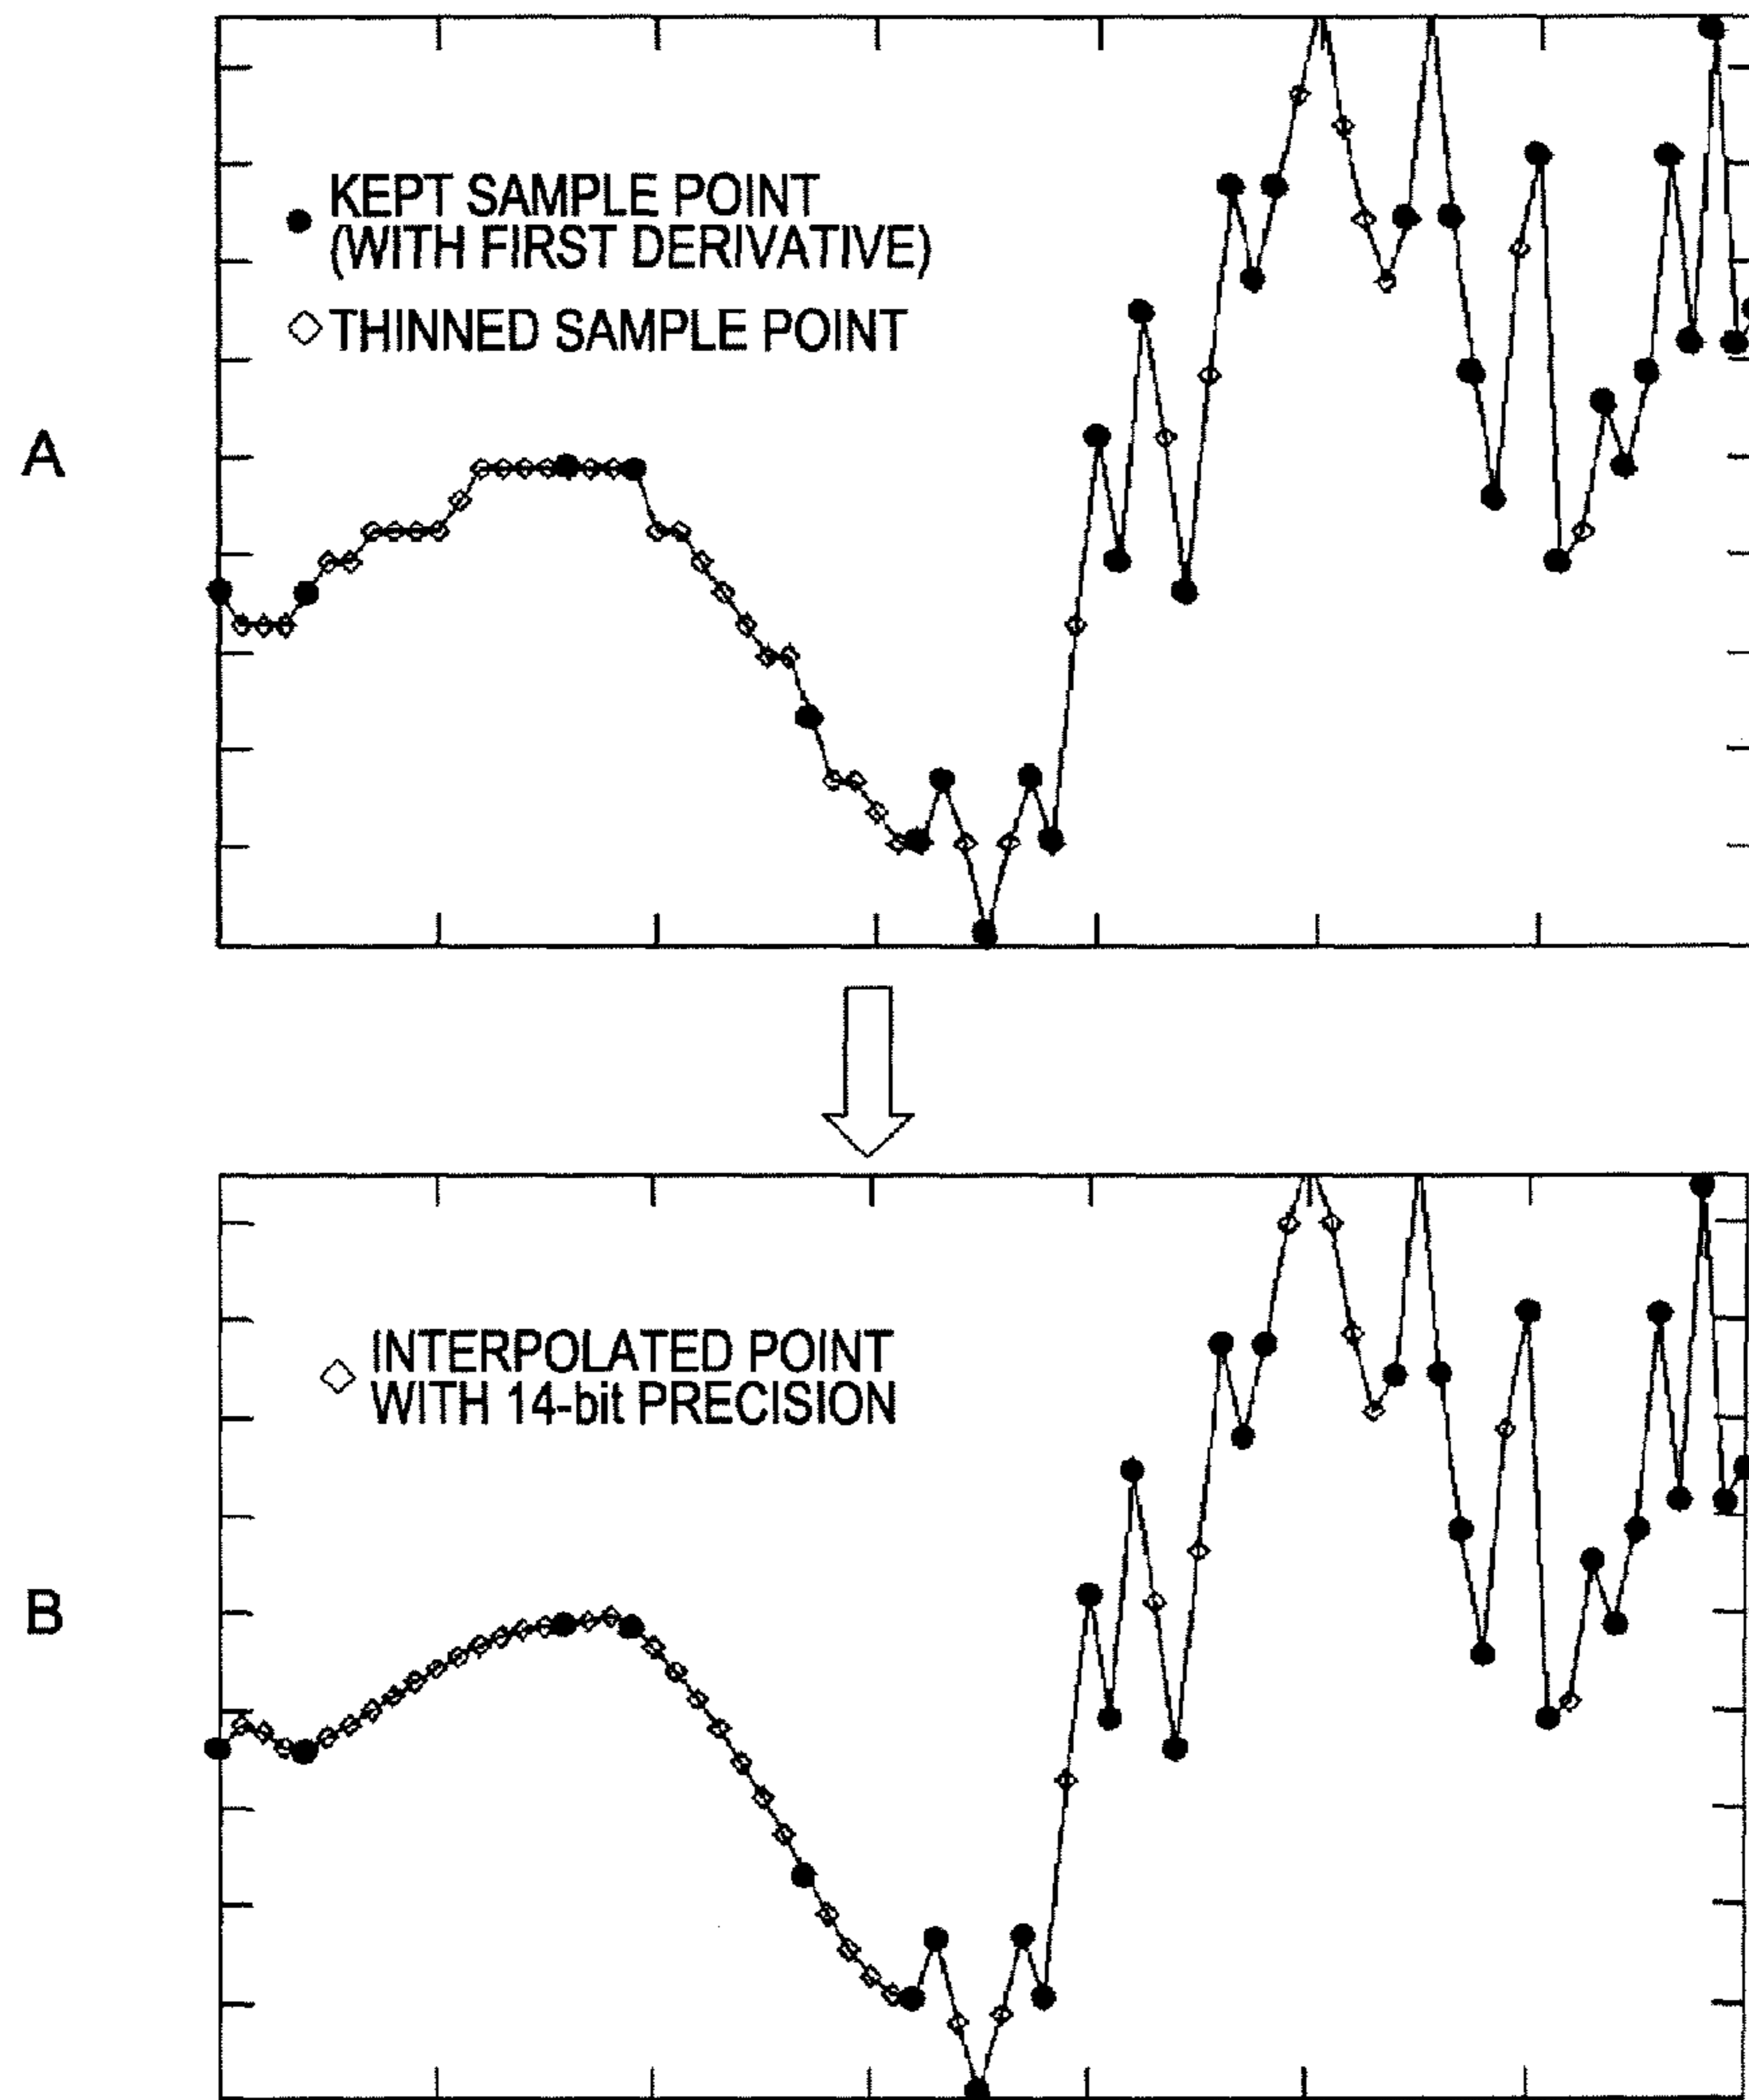 KEPT SAMPLE POINT
(WITH FIRST DERIVATIVE)
THINNED SAMPLE POINT
A
INTERPOLATED POINT
WITH 14-bit PRECISION
B